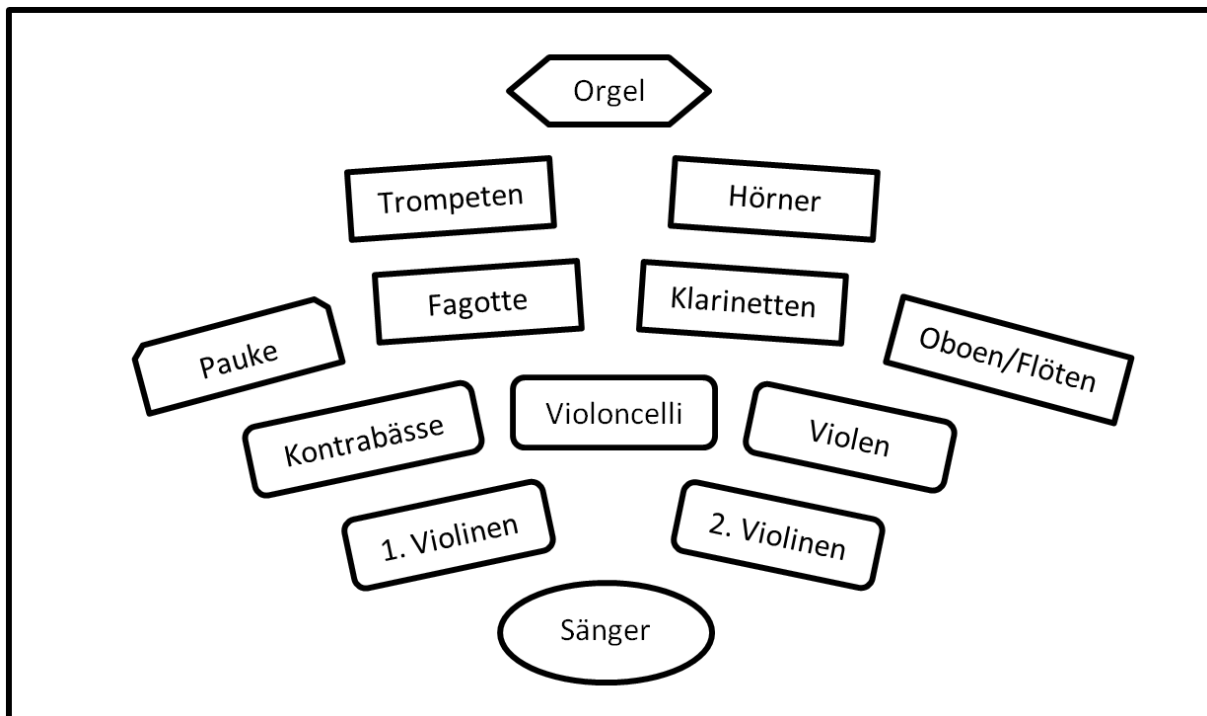 Orgel
Trompeten
Hörner
Fagotte
Klarinetten
Pauke
Oboen/Flöten
Kontrabässe
Violoncelli
Violen
1. Violinen
2. Violinen
Sänger